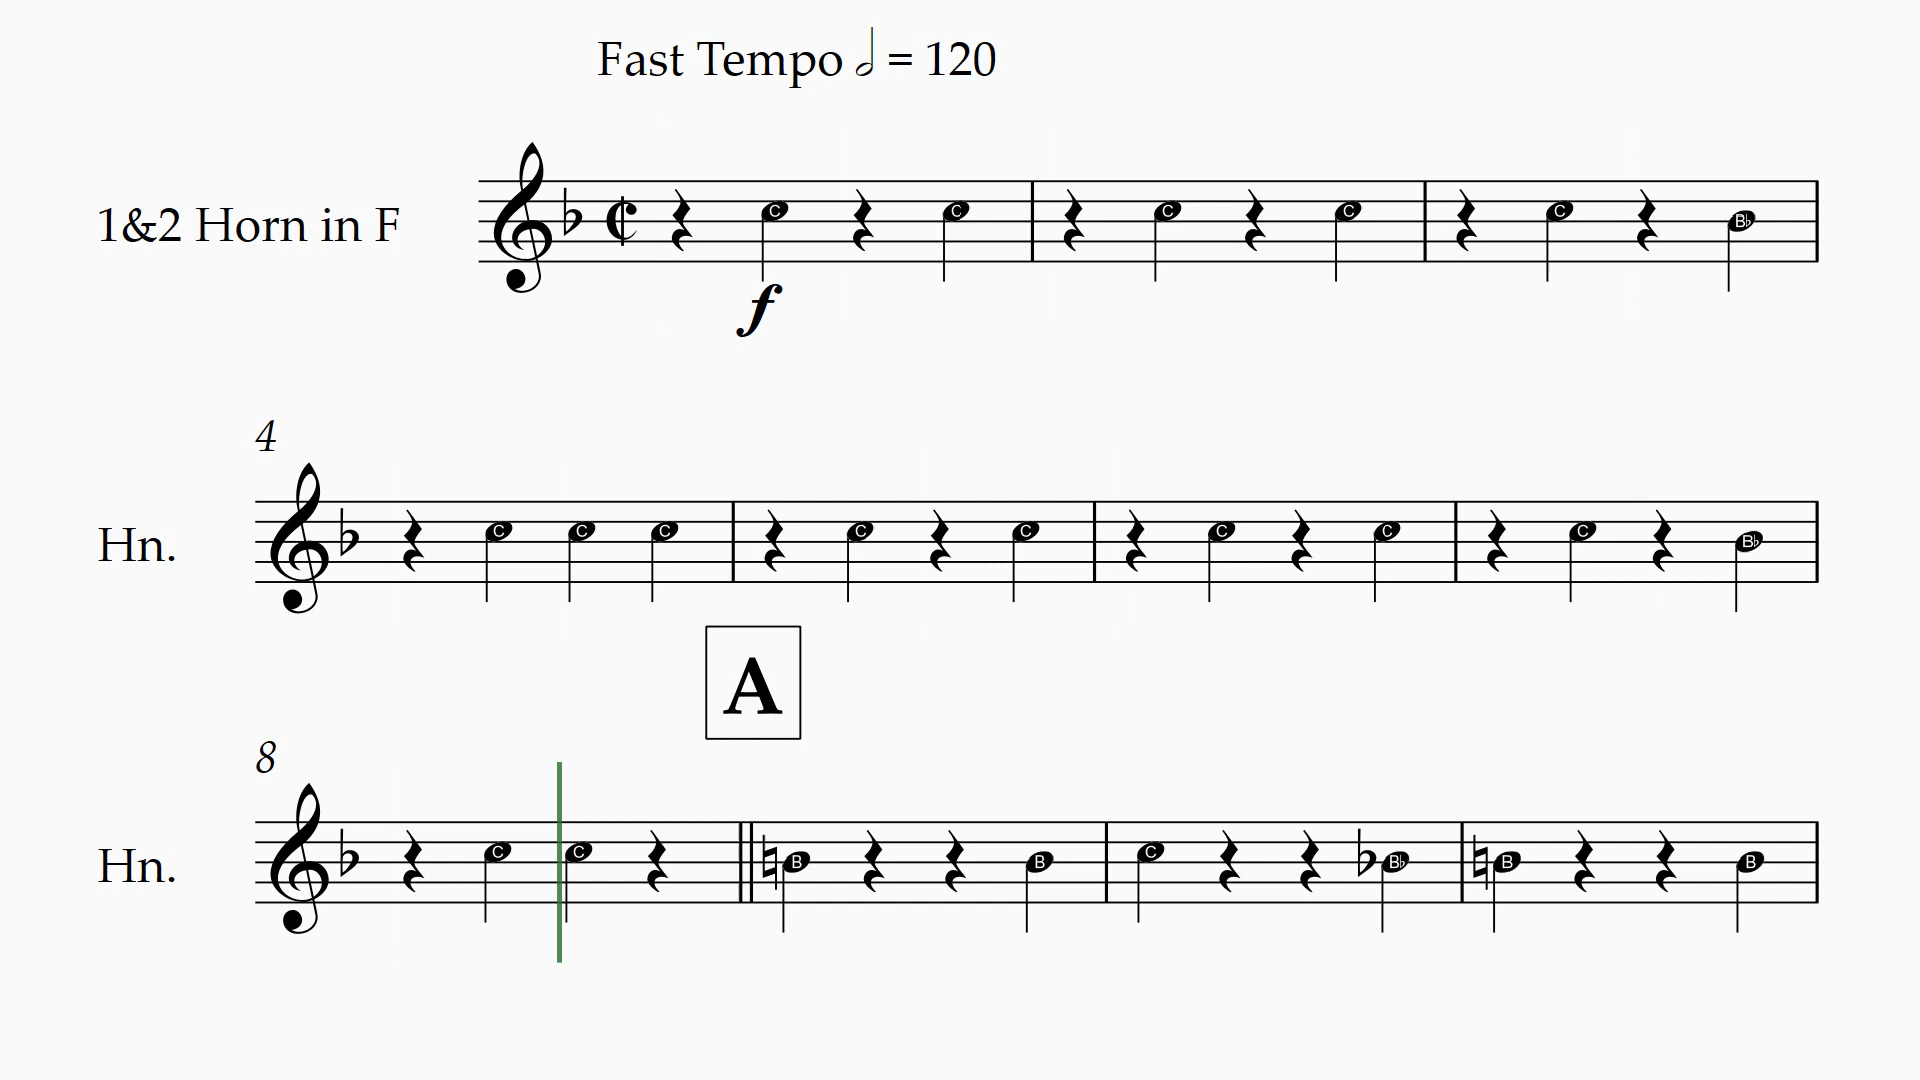 Fast Tempo 𝅗𝅥 = 120
1&2 Horn in F
C C C C C B♭
f
4
Hn. C C C C C C C C B♭
A
8
Hn. C C B B C B♭ B B